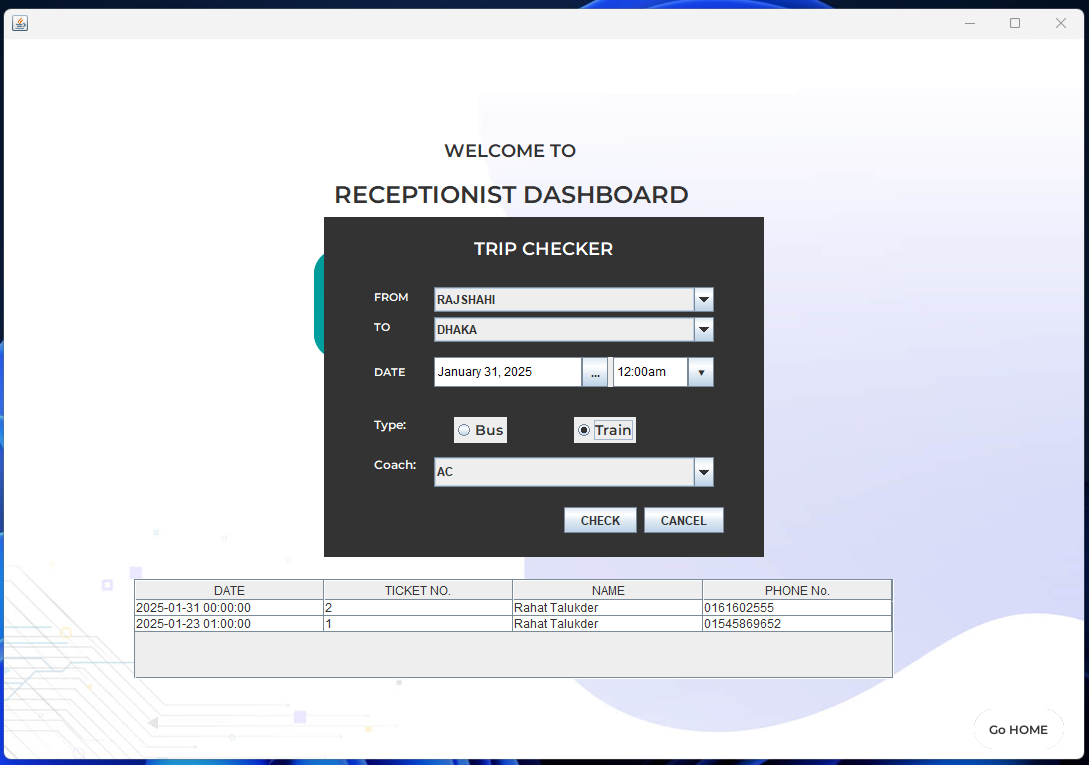 WELCOME TO
RECEPTIONIST DASHBOARD
TRIP CHECKER
FROM RAJSHAHI
TO DHAKA
DATE January 31, 2025 ... 12:00am
Type: Bus Train
Coach: AC
CHECK CANCEL
DATE TICKET NO. NAME PHONE No.
2025-01-31 00:00:00 2 Rahat Talukder 0161602555
2025-01-23 01:00:00 1 Rahat Talukder 01545869652
Go HOME